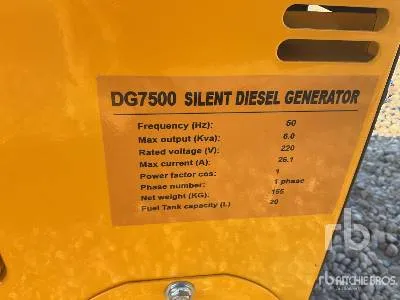 DG7500 SILENT DIESEL GENERATOR
Frequency (Hz): 50
Max output (Kva): 6.0
Rated voltage (V): 220
Max current (A): 26.1
Power factor cos: 1
Phase number: 1 phase
Net weight (KG): 155
Fuel Tank capacity (L) 20
rb
RITCHIE BROS.